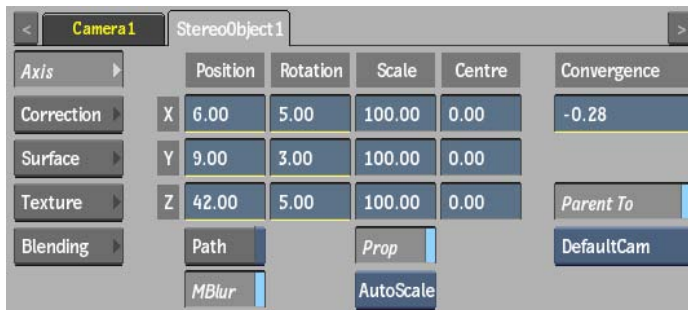 < Camera1 StereoObject1 >
Axis Position Rotation Scale Centre Convergence
Correction X 6.00 5.00 100.00 0.00 -0.28
Surface Y 9.00 3.00 100.00 0.00
Texture Z 42.00 5.00 100.00 0.00 Parent To
Blending Path Prop DefaultCam
MBlur AutoScale